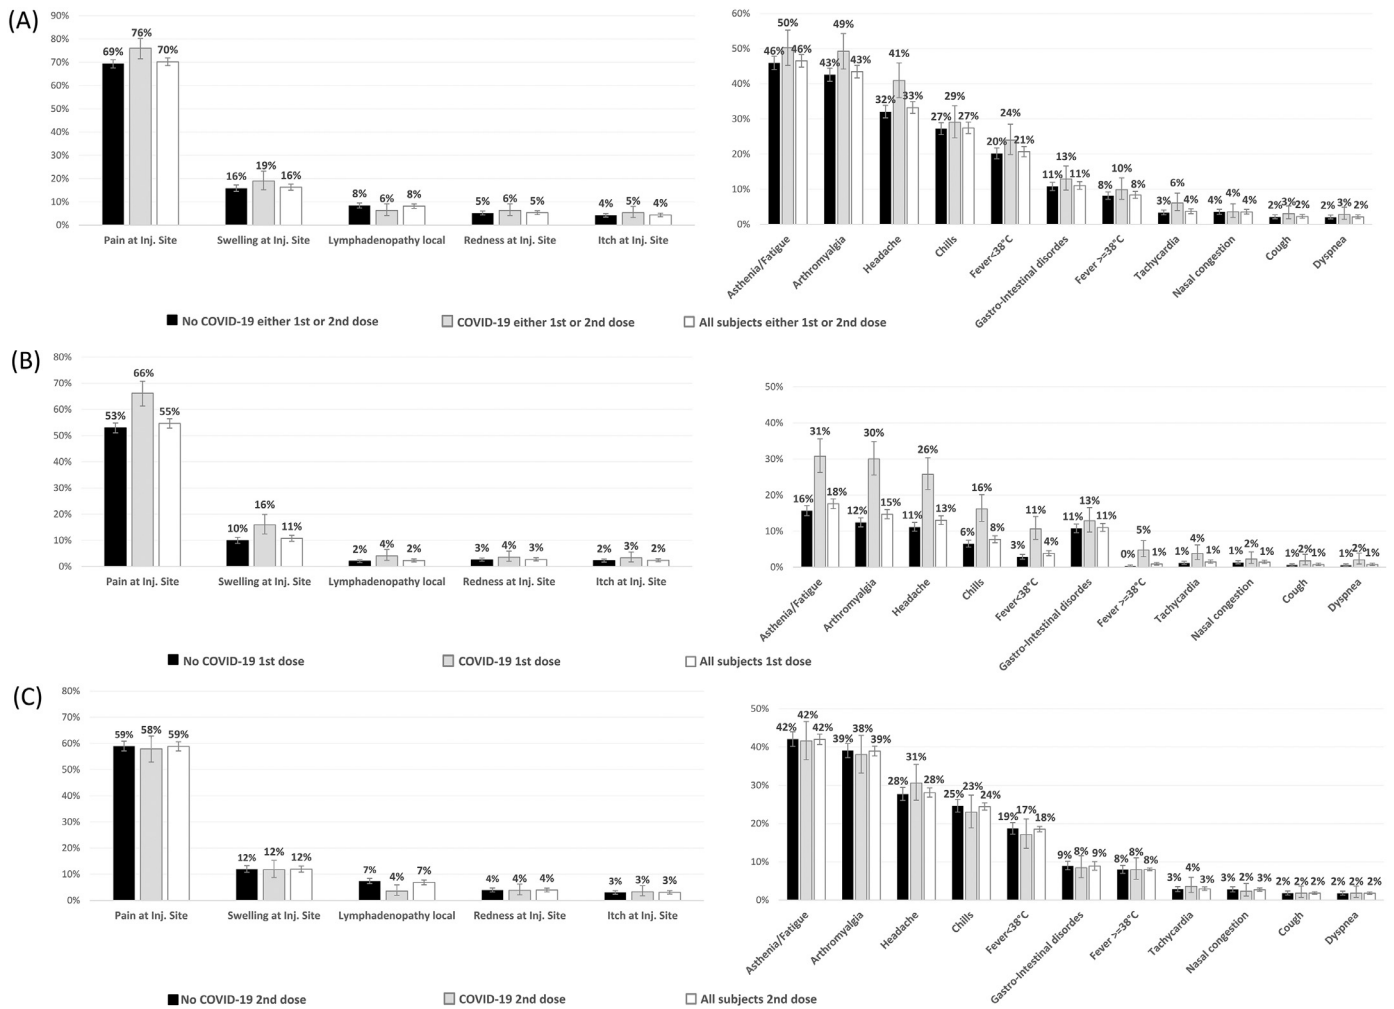 (A)
90%
80%
70%
60%
50%
40%
30%
20%
10%
0%
69% 76% 70%
16% 19% 16%
8% 6% 8%
5% 6% 5%
4% 5% 4%
Pain at Inj. Site
Swelling at Inj. Site
Lymphadenopathy local
Redness at Inj. Site
Itch at Inj. Site
60%
50%
40%
30%
20%
10%
0%
46% 50% 46%
43% 49% 43%
32% 41% 33%
27% 29% 27%
20% 24% 21%
11% 13% 11%
8% 10% 8%
3% 6% 4%
4% 4% 4%
2% 3% 2%
2% 3% 2%
Asthenia/Fatigue
Arthromyalgia
Headache
Chills
Fever<38°C
Gastro-Intestinal disordes
Fever >=38°C
Tachycardia
Nasal congestion
Cough
Dyspnea
No COVID-19 either 1st or 2nd dose
COVID-19 either 1st or 2nd dose
All subjects either 1st or 2nd dose
(B)
80%
70%
60%
50%
40%
30%
20%
10%
0%
53% 66% 55%
10% 16% 11%
2% 4% 2%
3% 4% 3%
2% 3% 2%
Pain at Inj. Site
Swelling at Inj. Site
Lymphadenopathy local
Redness at Inj. Site
Itch at Inj. Site
50%
40%
30%
20%
10%
0%
16% 31% 18%
12% 30% 15%
11% 26% 13%
6% 16% 8%
3% 11% 4%
11% 13% 11%
0% 5% 1%
1% 4% 1%
1% 2% 1%
1% 2% 1%
1% 2% 1%
Asthenia/Fatigue
Arthromyalgia
Headache
Chills
Fever<38°C
Gastro-Intestinal disordes
Fever >=38°C
Tachycardia
Nasal congestion
Cough
Dyspnea
No COVID-19 1st dose
COVID-19 1st dose
All subjects 1st dose
(C)
80%
70%
60%
50%
40%
30%
20%
10%
0%
59% 58% 59%
12% 12% 12%
7% 4% 7%
4% 4% 4%
3% 3% 3%
Pain at Inj. Site
Swelling at Inj. Site
Lymphadenopathy local
Redness at Inj. Site
Itch at Inj. Site
50%
40%
30%
20%
10%
0%
42% 42% 42%
39% 38% 39%
28% 31% 28%
25% 23% 24%
19% 17% 18%
9% 8% 9%
8% 8% 8%
3% 4% 3%
3% 2% 3%
2% 2% 2%
2% 2% 2%
Asthenia/Fatigue
Arthromyalgia
Headache
Chills
Fever<38°C
Gastro-Intestinal disordes
Fever >=38°C
Tachycardia
Nasal congestion
Cough
Dyspnea
No COVID-19 2nd dose
COVID-19 2nd dose
All subjects 2nd dose